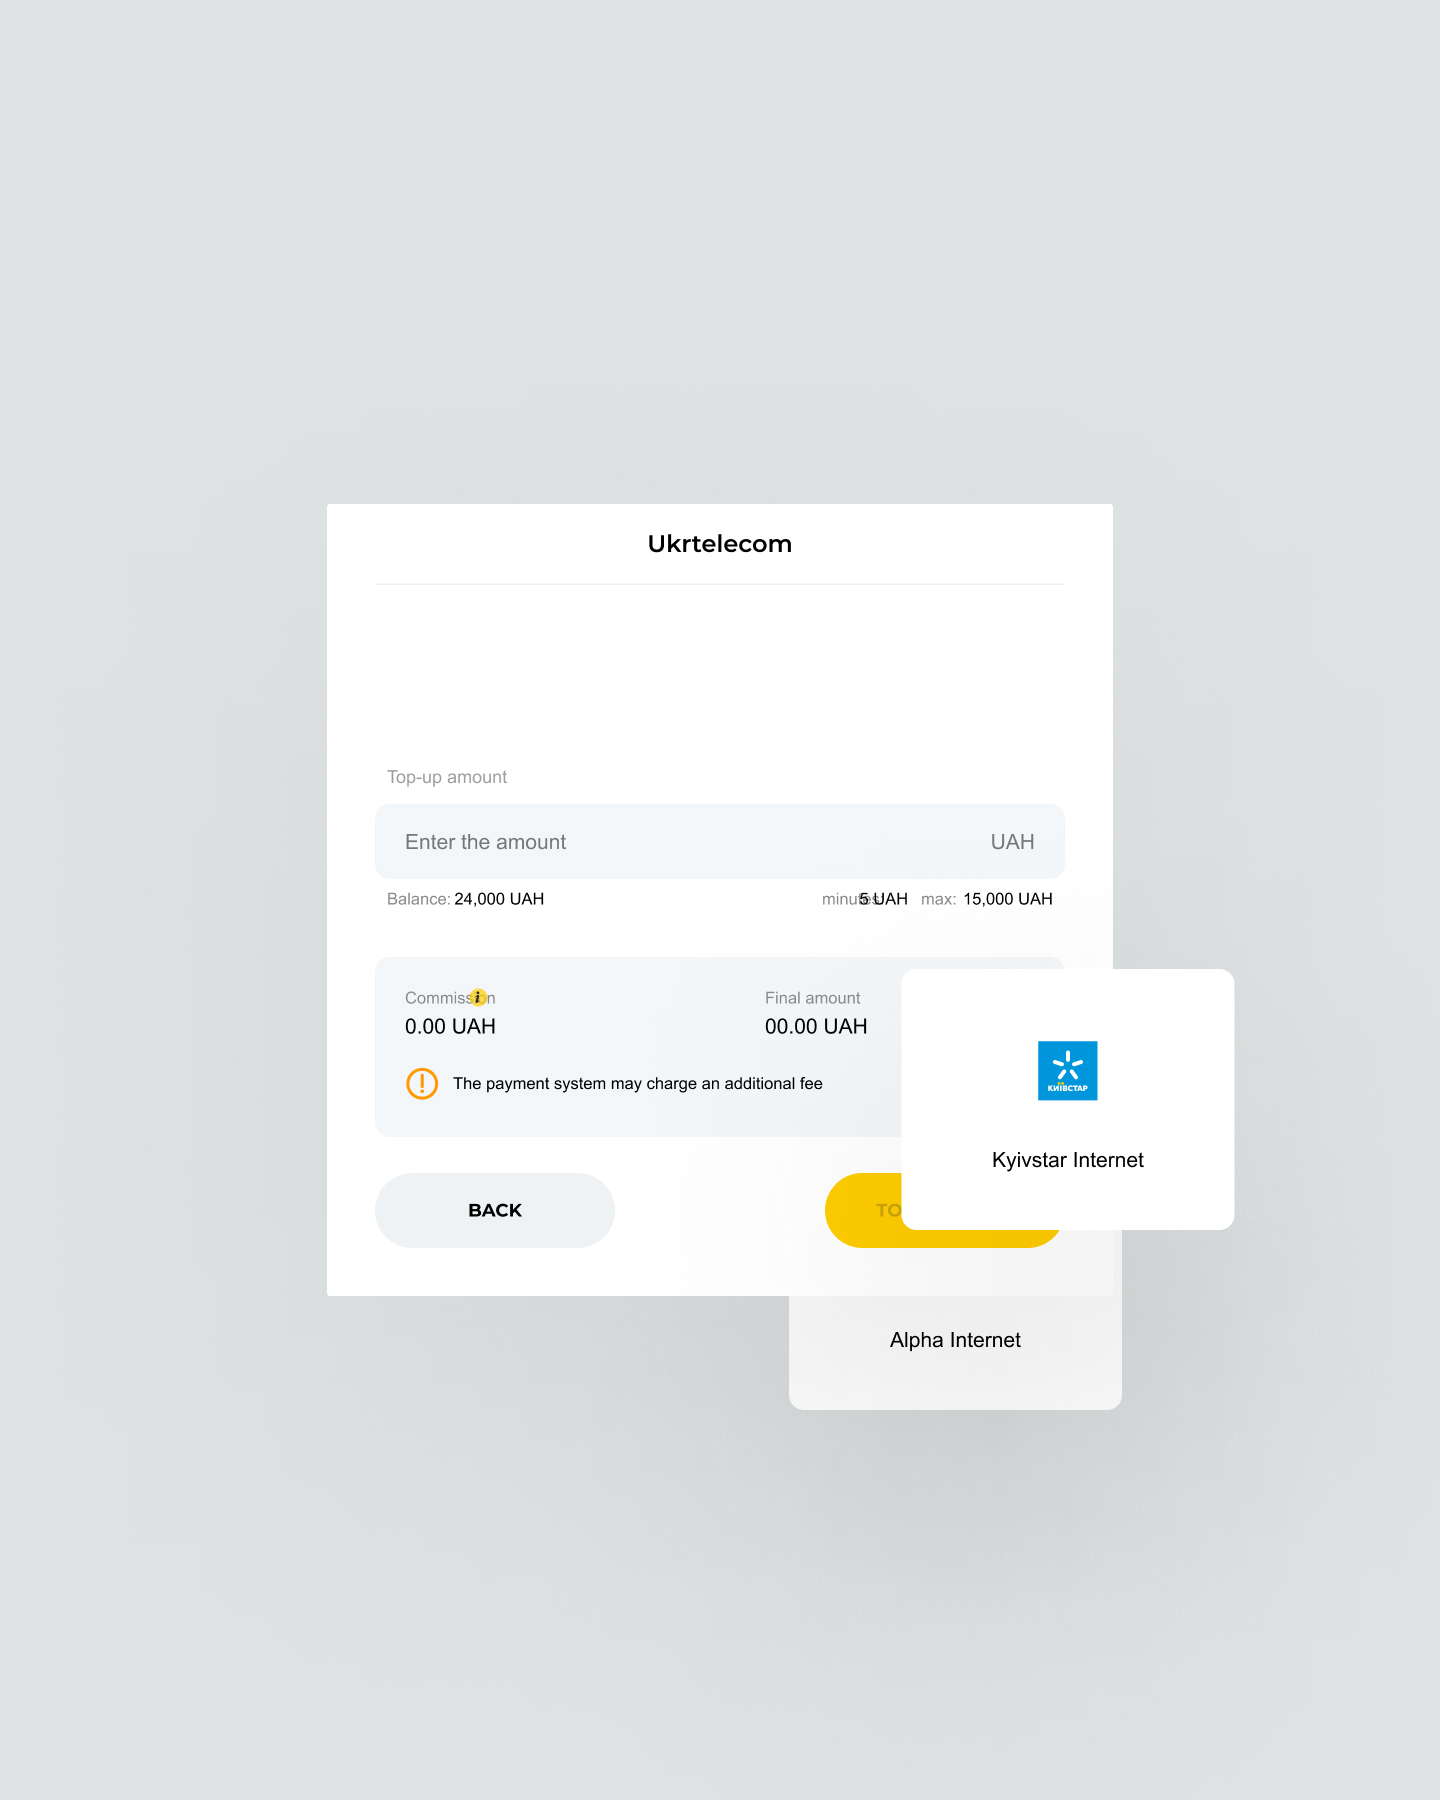 Ukrtelecom
Top-up amount
Enter the amount UAH
Balance: 24,000 UAH minutes 5 UAH max: 15,000 UAH
Commission Final amount
0.00 UAH 00.00 UAH
The payment system may charge an additional fee
КИЇВСТАР
Kyivstar Internet
BACK TO
Alpha Internet